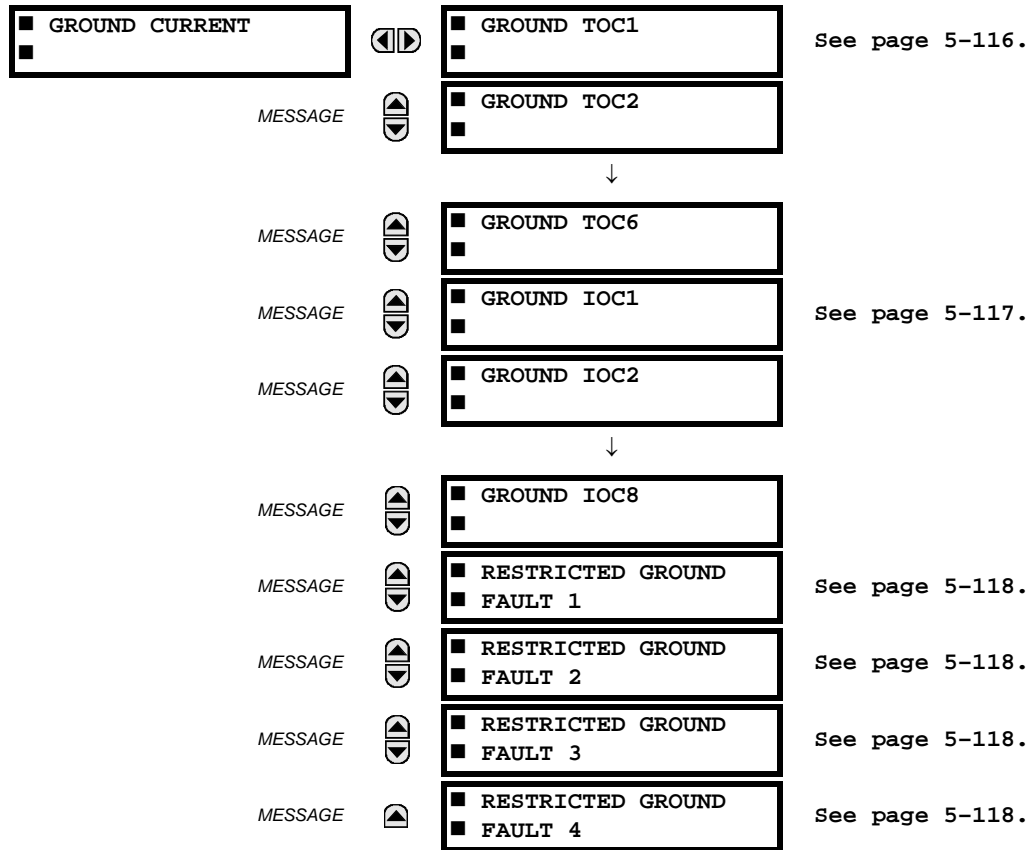 ■ GROUND CURRENT
■
■ GROUND TOC1
■
See page 5-116.
MESSAGE
■ GROUND TOC2
■
↓
MESSAGE
■ GROUND TOC6
■
MESSAGE
■ GROUND IOC1
■
See page 5-117.
MESSAGE
■ GROUND IOC2
■
↓
MESSAGE
■ GROUND IOC8
■
MESSAGE
■ RESTRICTED GROUND
■ FAULT 1
See page 5-118.
MESSAGE
■ RESTRICTED GROUND
■ FAULT 2
See page 5-118.
MESSAGE
■ RESTRICTED GROUND
■ FAULT 3
See page 5-118.
MESSAGE
■ RESTRICTED GROUND
■ FAULT 4
See page 5-118.